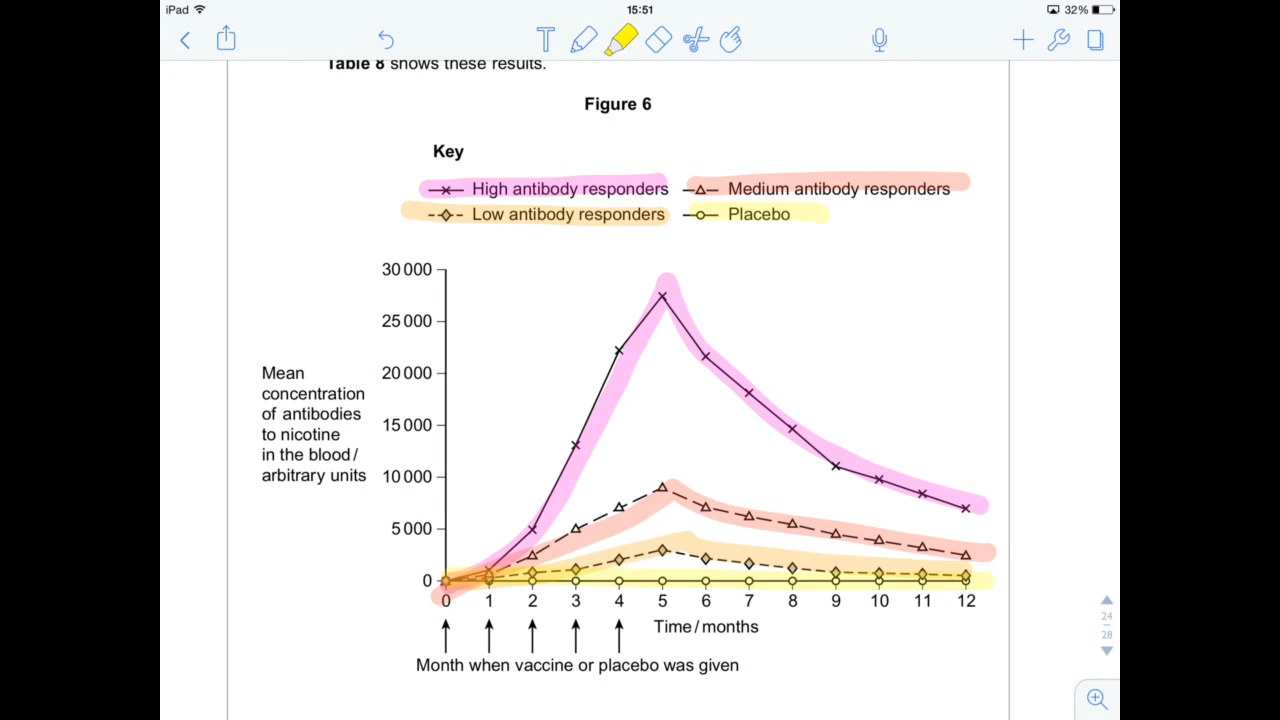 iPad 15:51 32%
Table 8 shows these results.
Figure 6
Key
High antibody responders Medium antibody responders
Low antibody responders Placebo
30 000
25 000
Mean 20 000
concentration
of antibodies
to nicotine 15 000
in the blood /
arbitrary units 10 000
5 000
0
0 1 2 3 4 5 6 7 8 9 10 11 12
Time / months
Month when vaccine or placebo was given
24
28